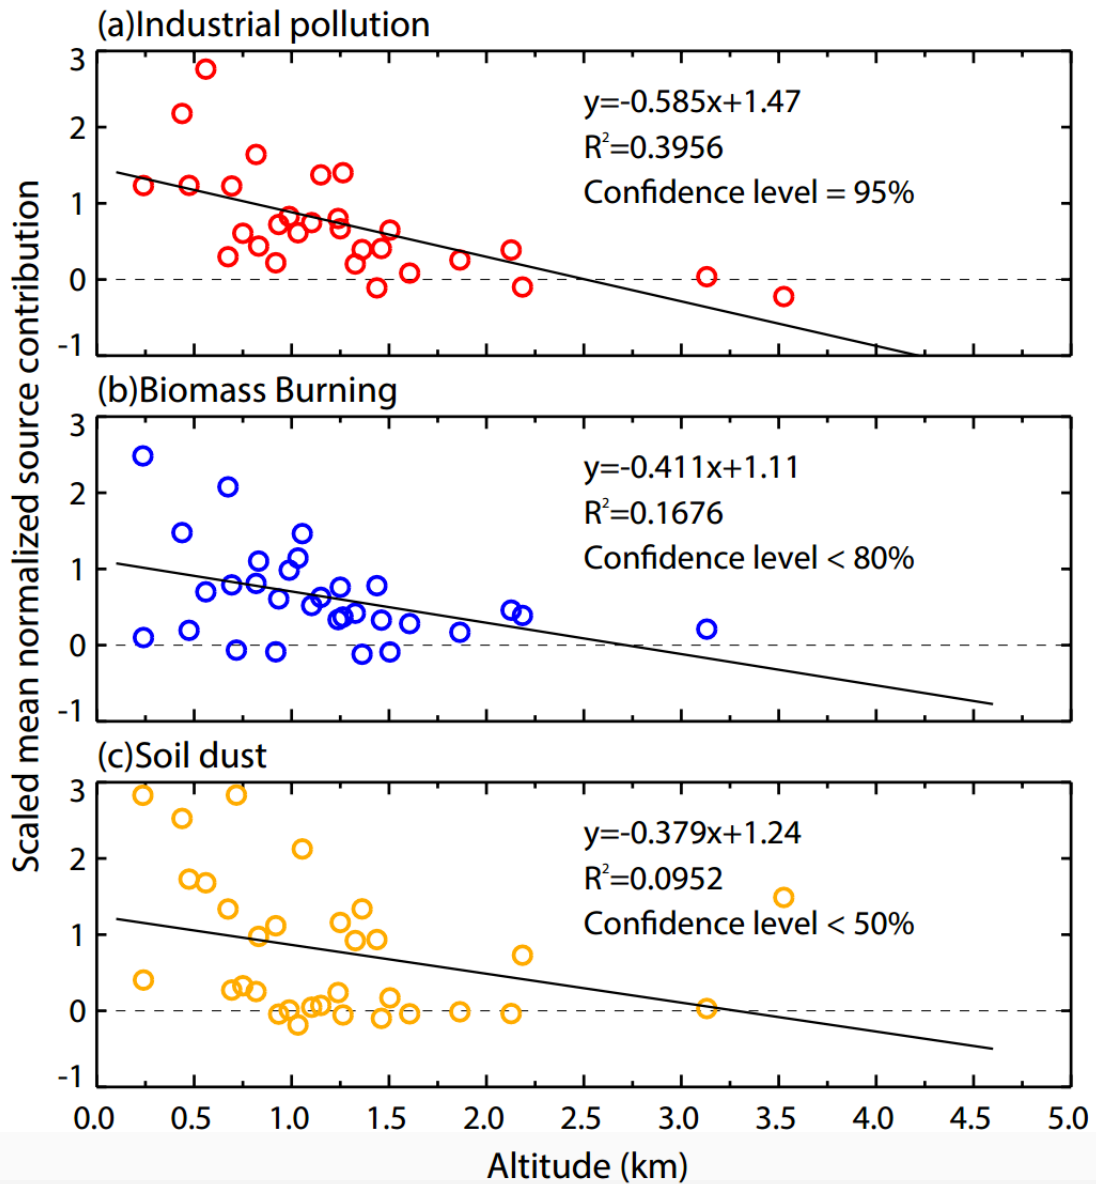 (a)Industrial pollution
3
2
1
0
-1
y=-0.585x+1.47
R²=0.3956
Confidence level = 95%
(b)Biomass Burning
3
2
1
0
-1
y=-0.411x+1.11
R²=0.1676
Confidence level < 80%
(c)Soil dust
3
2
1
0
-1
y=-0.379x+1.24
R²=0.0952
Confidence level < 50%
0.0 0.5 1.0 1.5 2.0 2.5 3.0 3.5 4.0 4.5 5.0
Altitude (km)
Scaled mean normalized source contribution